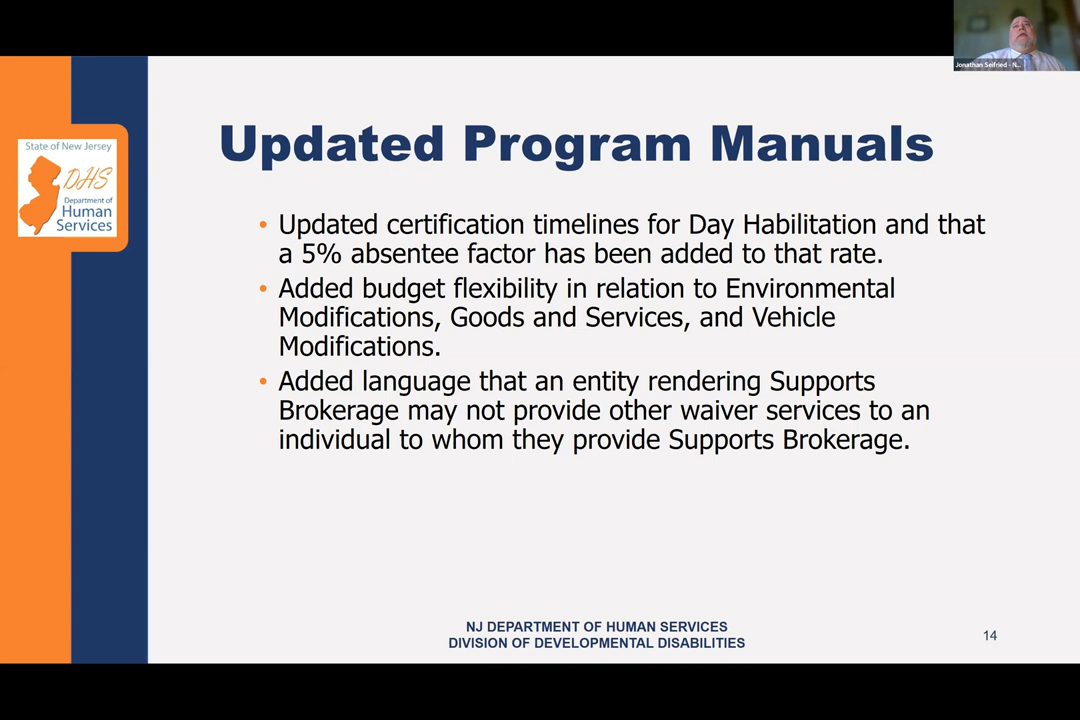 Jonathan Seifried - N...
State of New Jersey
DHS
Department of
Human
Services
Updated Program Manuals
• Updated certification timelines for Day Habilitation and that
a 5% absentee factor has been added to that rate.
• Added budget flexibility in relation to Environmental
Modifications, Goods and Services, and Vehicle
Modifications.
• Added language that an entity rendering Supports
Brokerage may not provide other waiver services to an
individual to whom they provide Supports Brokerage.
NJ DEPARTMENT OF HUMAN SERVICES
DIVISION OF DEVELOPMENTAL DISABILITIES
14